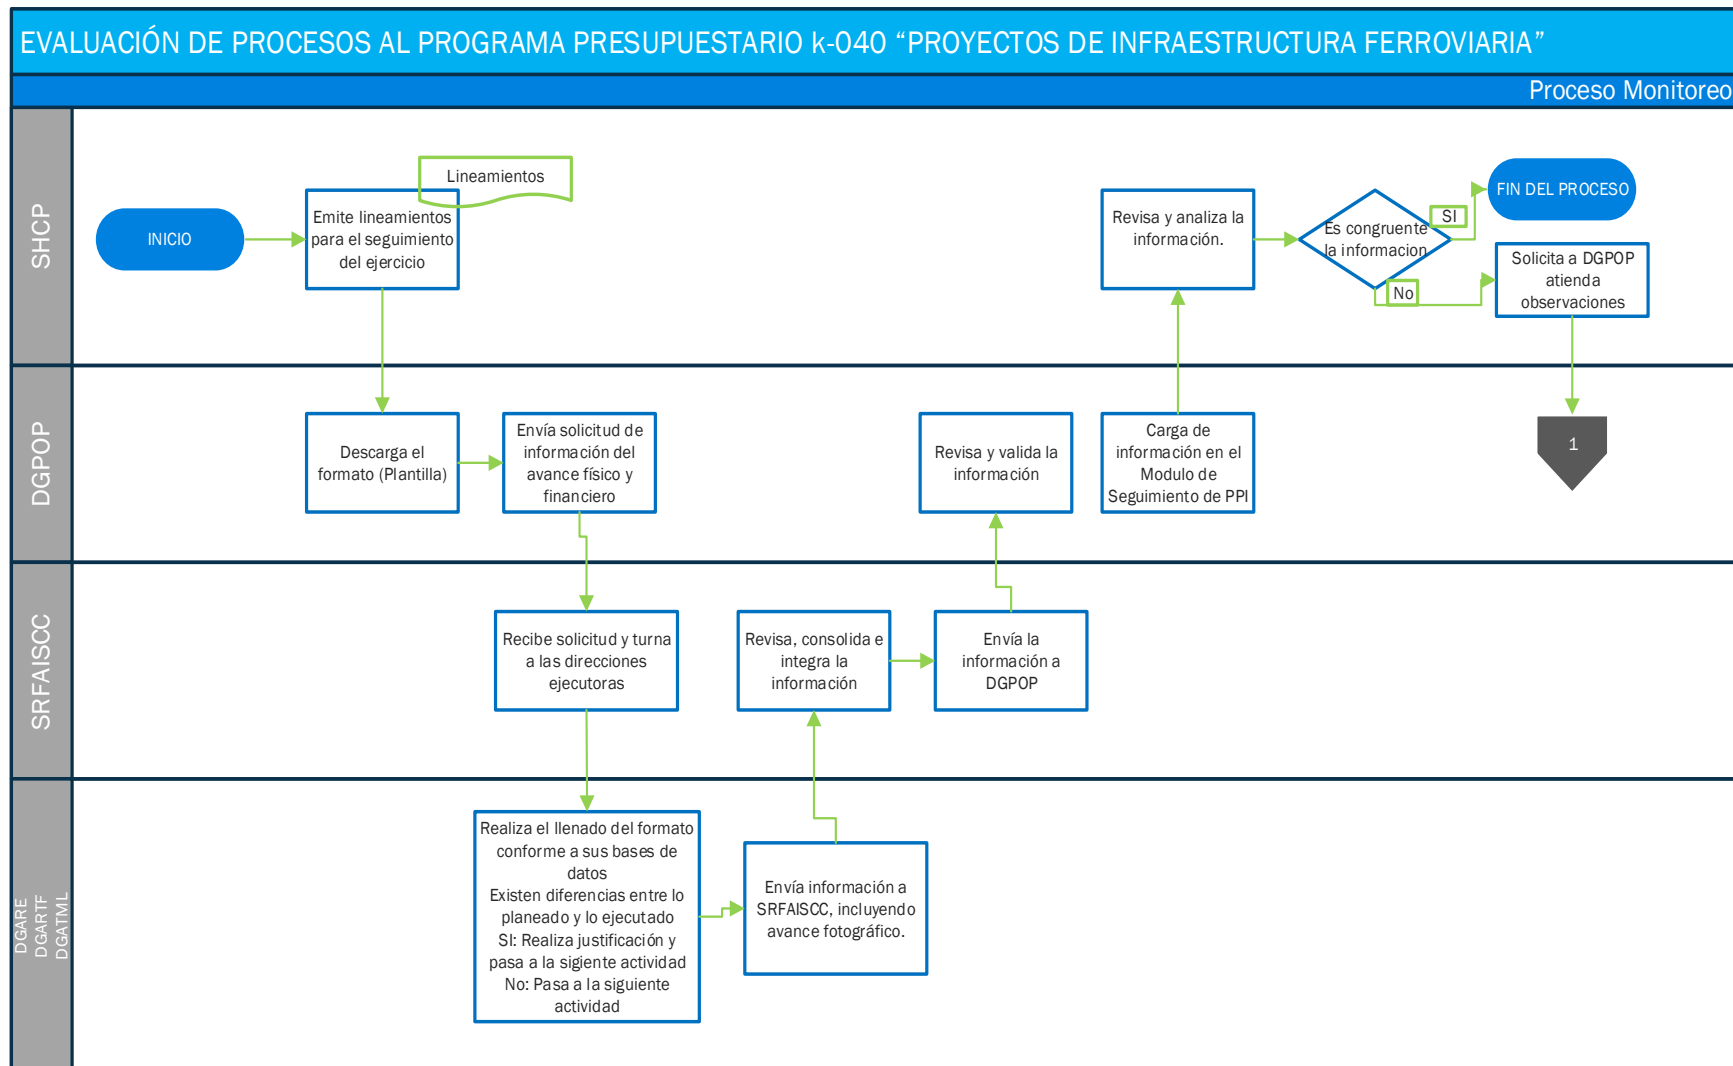 EVALUACIÓN DE PROCESOS AL PROGRAMA PRESUPUESTARIO k-040 “PROYECTOS DE INFRAESTRUCTURA FERROVIARIA”
Proceso Monitoreo
SHCP
INICIO
Lineamientos
Emite lineamientos
para el seguimiento
del ejercicio
Revisa y analiza la
información.
Es congruente
la informacion
SI
No
FIN DEL PROCESO
Solicita a DGPOP
atienda
observaciones
DGPOP
Descarga el
formato (Plantilla)
Envía solicitud de
información del
avance físico y
financiero
Revisa y valida la
información
Carga de
información en el
Modulo de
Seguimiento de PPI
1
SRFAISCC
Recibe solicitud y turna
a las direcciones
ejecutoras
Revisa, consolida e
integra la
información
Envía la
información a
DGPOP
DGARE
DGARTF
DGATML
Realiza el llenado del formato
conforme a sus bases de
datos
Existen diferencias entre lo
planeado y lo ejecutado
SI: Realiza justificación y
pasa a la sigiente actividad
No: Pasa a la siguiente
actividad
Envía información a
SRFAISCC, incluyendo
avance fotográfico.